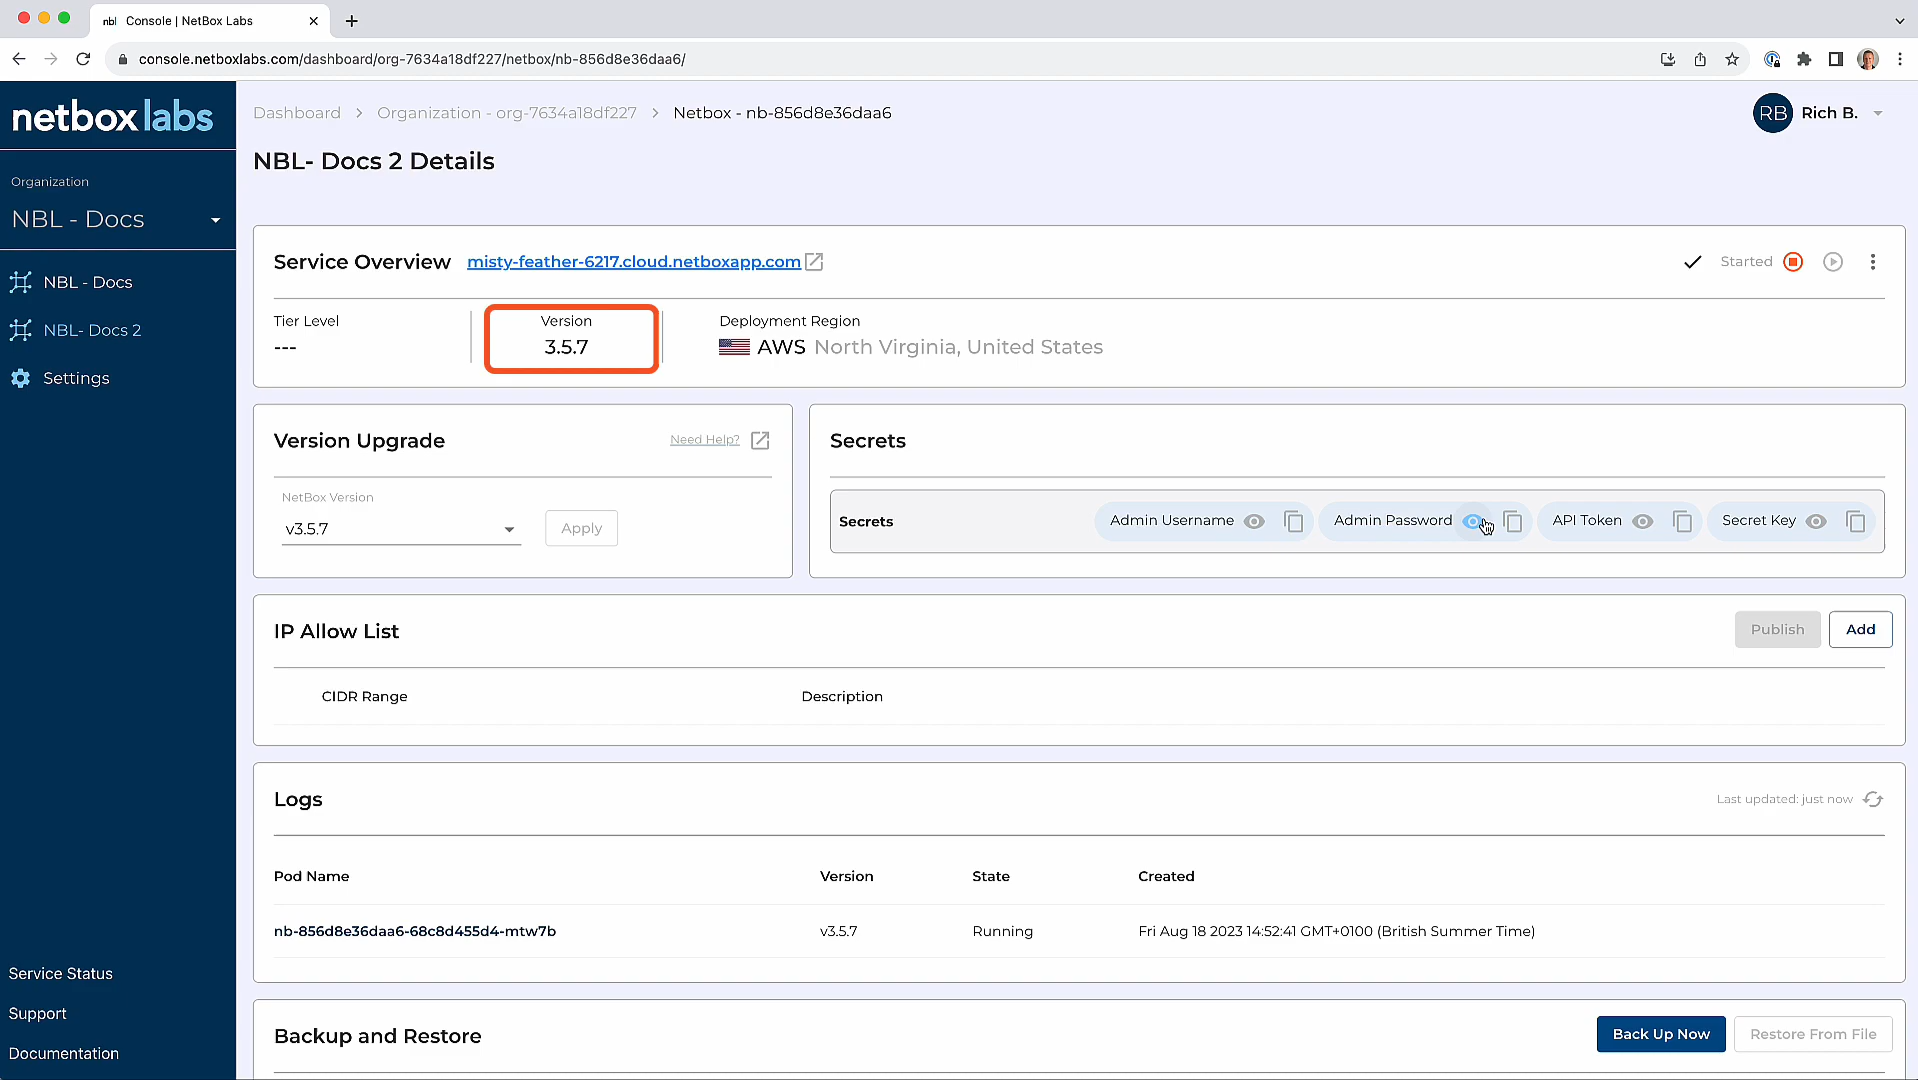 nbl Console | NetBox Labs
console.netboxlabs.com/dashboard/org-7634a18df227/netbox/nb-856d8e36daa6/
netbox labs
Dashboard > Organization - org-7634a18df227 > Netbox - nb-856d8e36daa6
RB Rich B.
NBL- Docs 2 Details
Organization
NBL - Docs
NBL - Docs
NBL- Docs 2
Settings
Service Overview misty-feather-6217.cloud.netboxapp.com
Started
Tier Level
---
Version
3.5.7
Deployment Region
AWS North Virginia, United States
Version Upgrade
Need Help?
NetBox Version
v3.5.7
Apply
Secrets
Secrets
Admin Username
Admin Password
API Token
Secret Key
IP Allow List
Publish
Add
CIDR Range
Description
Logs
Last updated: just now
Pod Name Version State Created
nb-856d8e36daa6-68c8d455d4-mtw7b v3.5.7 Running Fri Aug 18 2023 14:52:41 GMT+0100 (British Summer Time)
Backup and Restore
Back Up Now
Restore From File
Service Status
Support
Documentation